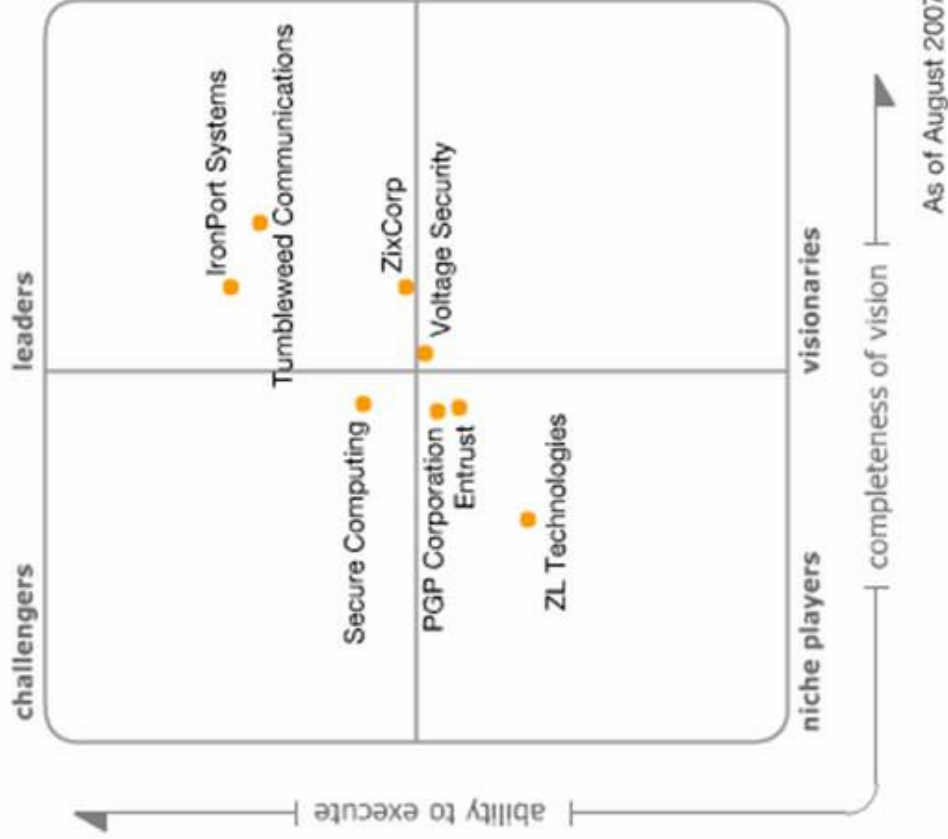 challengers
leaders
IronPort Systems
Tumbleweed Communications
Secure Computing
ZixCorp
Voltage Security
PGP Corporation
Entrust
ZL Technologies
niche players
visionaries
ability to execute
completeness of vision
As of August 2007